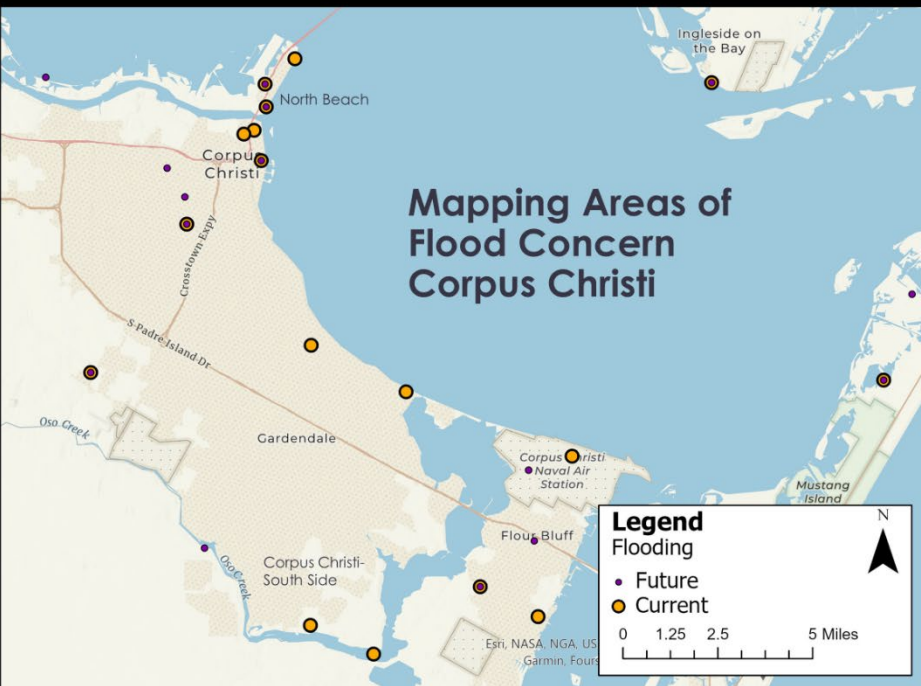 Ingleside on
the Bay
North Beach
Corpus
Christi
Mapping Areas of
Flood Concern
Corpus Christi
Crosstown Expy
S Padre Island Dr
Oso Creek
Gardendale
Corpus Christi
Naval Air
Station
Mustang
Island
Flour Bluff
Corpus Christi-
South Side
Oso Creek
Esri, NASA, NGA, US
Garmin, Fours
Legend
Flooding
Future
Current
N
0 1.25 2.5 5 Miles